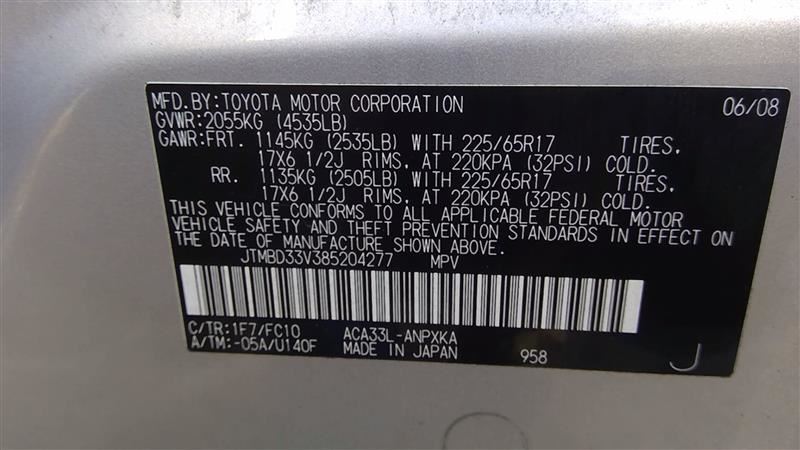 MFD.BY:TOYOTA MOTOR CORPORATION 06/08
GVWR:2055KG (4535LB)
GAWR:FRT. 1145KG (2535LB) WITH 225/65R17 TIRES,
17X6 1/2J RIMS, AT 220KPA (32PSI) COLD.
RR. 1135KG (2505LB) WITH 225/65R17 TIRES,
17X6 1/2J RIMS, AT 220KPA (32PSI) COLD.
THIS VEHICLE CONFORMS TO ALL APPLICABLE FEDERAL MOTOR
VEHICLE SAFETY AND THEFT PREVENTION STANDARDS IN EFFECT ON
THE DATE OF MANUFACTURE SHOWN ABOVE.
JTMBD33V385204277 MPV
C/TR:1F7/FC10 ACA33L-ANPXKA
A/TM:-05A/U140F MADE IN JAPAN 958 J